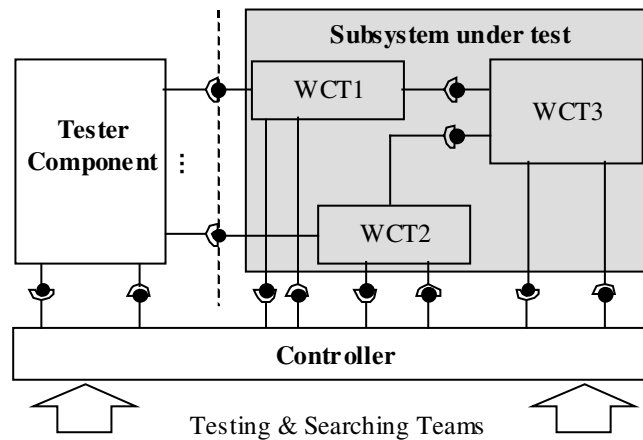 Subsystem under test
WCT1
WCT3
Tester
Component
...
WCT2
Controller
Testing & Searching Teams